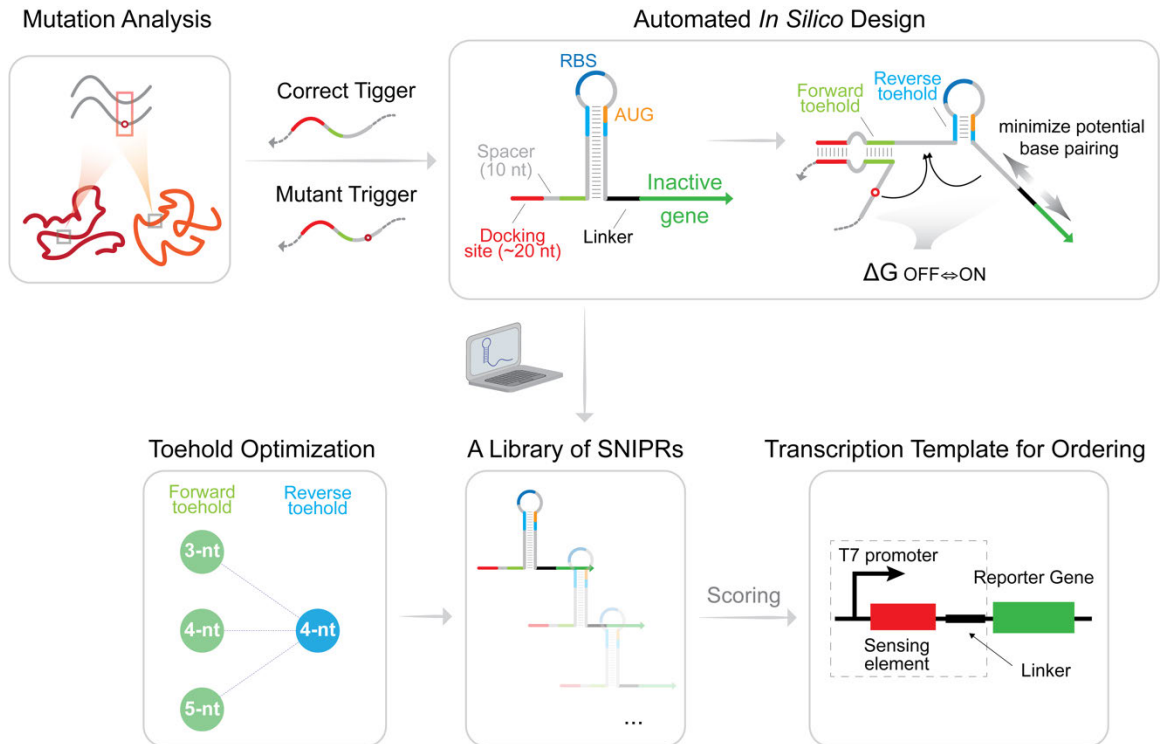 Mutation Analysis
Correct Tigger
Mutant Trigger
Automated In Silico Design
RBS
AUG
Spacer
(10 nt)
Docking
site (~20 nt)
Linker
Inactive
gene
Forward
toehold
Reverse
toehold
minimize potential
base pairing
ΔG OFF⇔ON
Toehold Optimization
Forward
toehold
Reverse
toehold
3-nt
4-nt
4-nt
5-nt
A Library of SNIPRs
...
Scoring
Transcription Template for Ordering
T7 promoter
Reporter Gene
Sensing
element
Linker